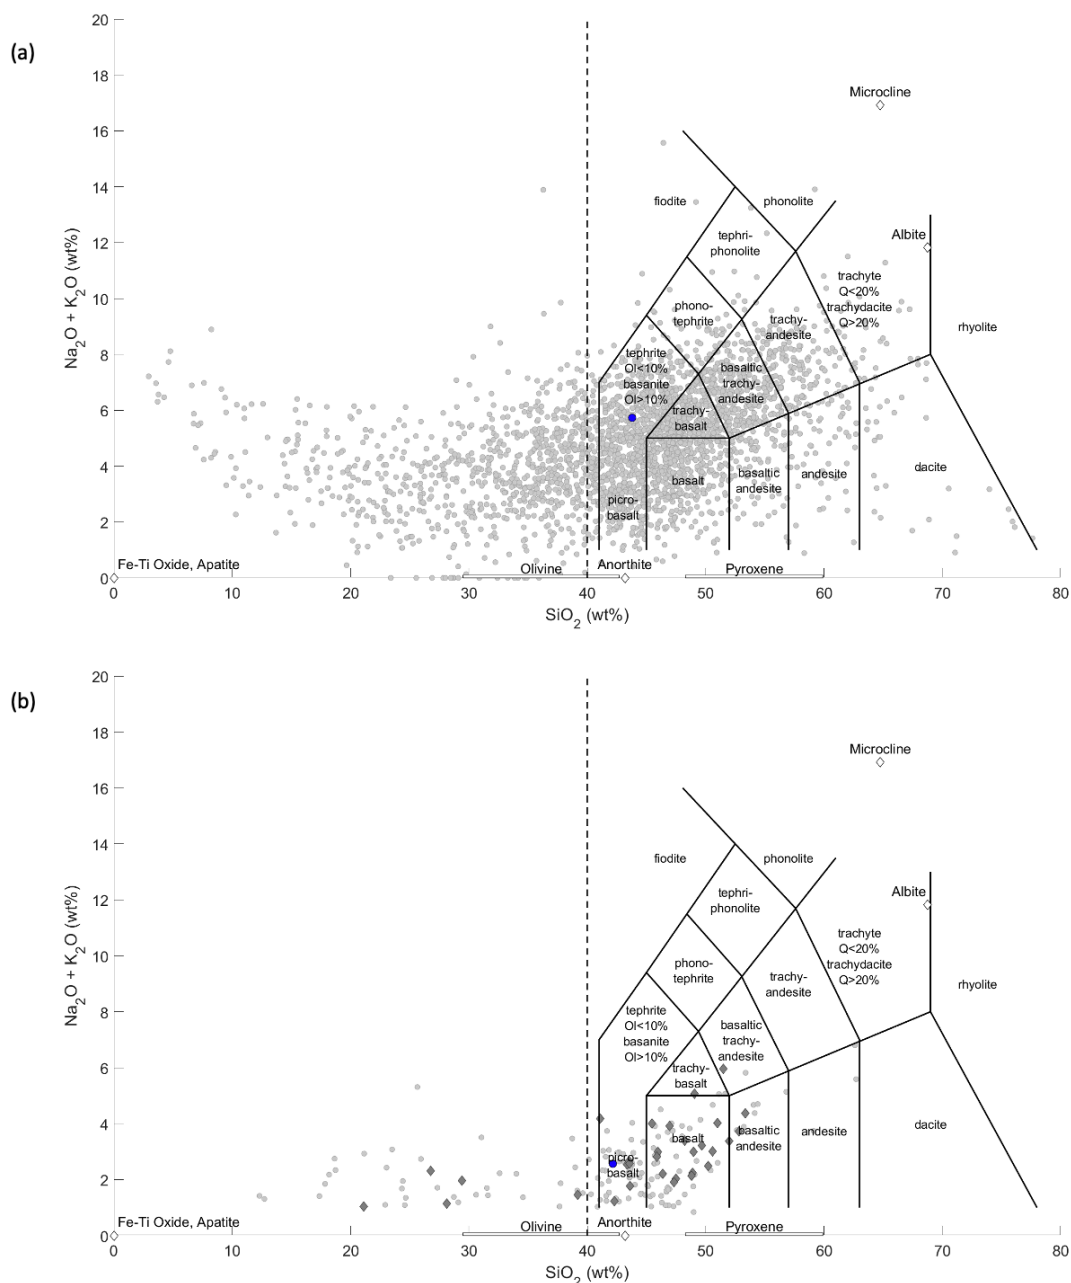 (a)
20
18
16
14
12
10
8
6
4
2
0
Na2O + K2O (wt%)
Microcline
fiodite
phonolite
tephri-
phonolite
Albite
trachyte
Q<20%
trachydacite
Q>20%
phono-
tephrite
trachy-
andesite
rhyolite
tephrite
Ol<10%
basanite
Ol>10%
basaltic
trachy-
andesite
trachy-
basalt
basalt
basaltic
andesite
andesite
dacite
picro-
basalt
Fe-Ti Oxide, Apatite
Olivine
Anorthite
Pyroxene
10
20
30
40
50
60
70
80
SiO2 (wt%)
(b)
20
18
16
14
12
10
8
6
4
2
0
Na2O + K2O (wt%)
Microcline
fiodite
phonolite
tephri-
phonolite
Albite
trachyte
Q<20%
trachydacite
Q>20%
phono-
tephrite
trachy-
andesite
rhyolite
tephrite
Ol<10%
basanite
Ol>10%
basaltic
trachy-
andesite
trachy-
basalt
basalt
basaltic
andesite
andesite
dacite
picro-
basalt
Fe-Ti Oxide, Apatite
Olivine
Anorthite
Pyroxene
10
20
30
40
50
60
70
80
SiO2 (wt%)